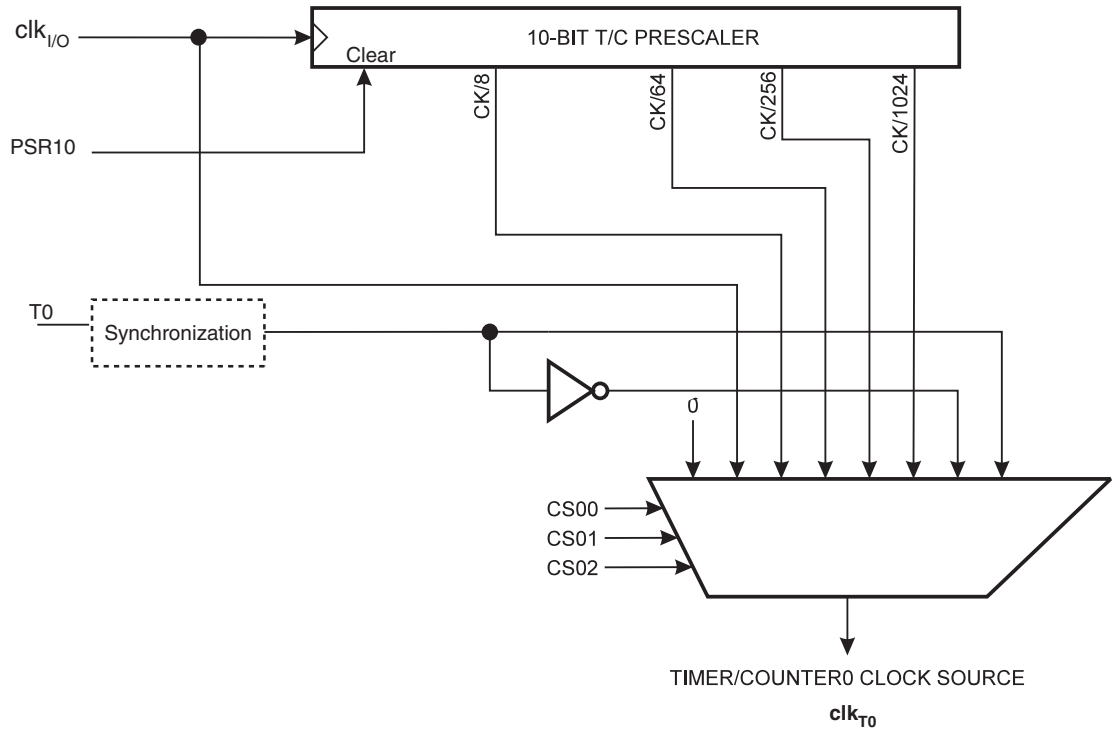 clkI/O
10-BIT T/C PRESCALER
Clear
CK/8
CK/64
CK/256
CK/1024
PSR10
T0
Synchronization
0
CS00
CS01
CS02
TIMER/COUNTER0 CLOCK SOURCE
clkT0